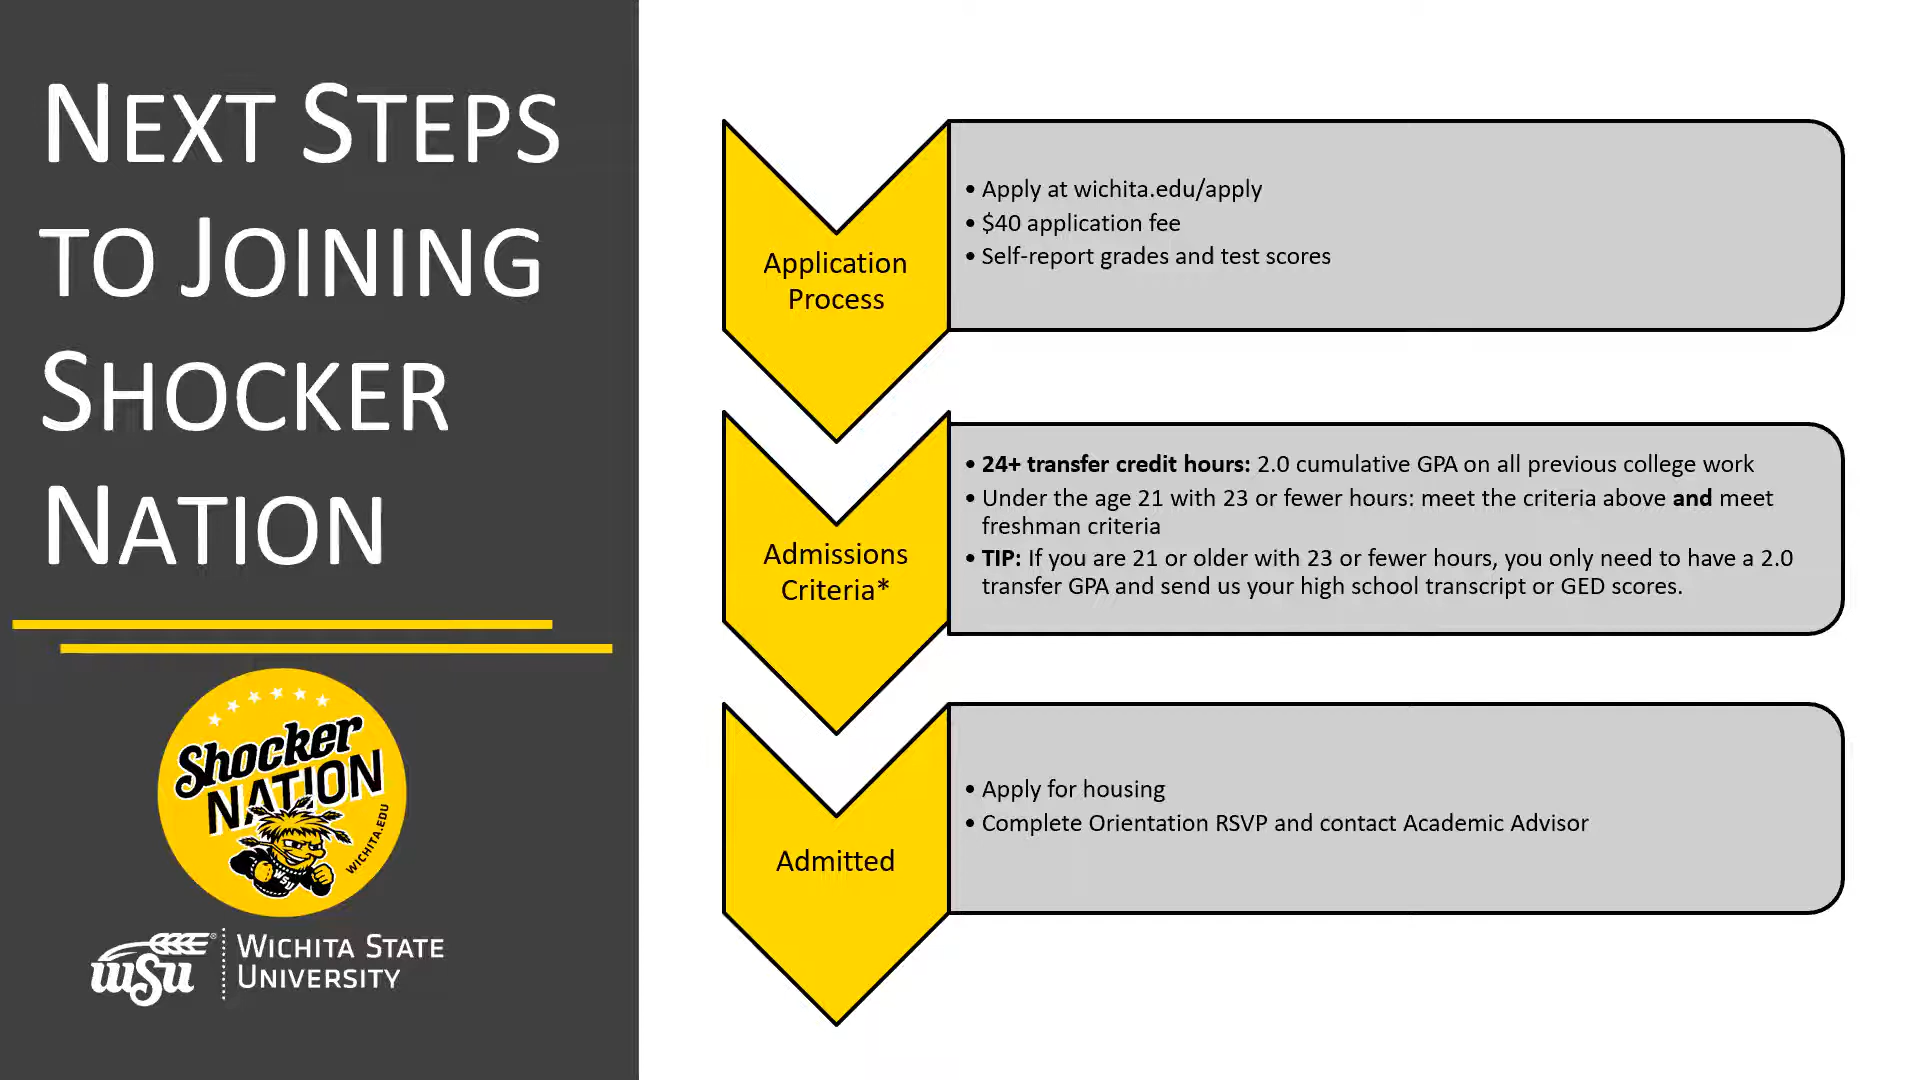 NEXT STEPS
TO JOINING
SHOCKER
NATION
Shocker
NATION
WICHITA.EDU
WSU
wsu
WICHITA STATE
UNIVERSITY
Application
Process
• Apply at wichita.edu/apply
• $40 application fee
• Self-report grades and test scores
Admissions
Criteria*
• 24+ transfer credit hours: 2.0 cumulative GPA on all previous college work
• Under the age 21 with 23 or fewer hours: meet the criteria above and meet
freshman criteria
• TIP: If you are 21 or older with 23 or fewer hours, you only need to have a 2.0
transfer GPA and send us your high school transcript or GED scores.
Admitted
• Apply for housing
• Complete Orientation RSVP and contact Academic Advisor